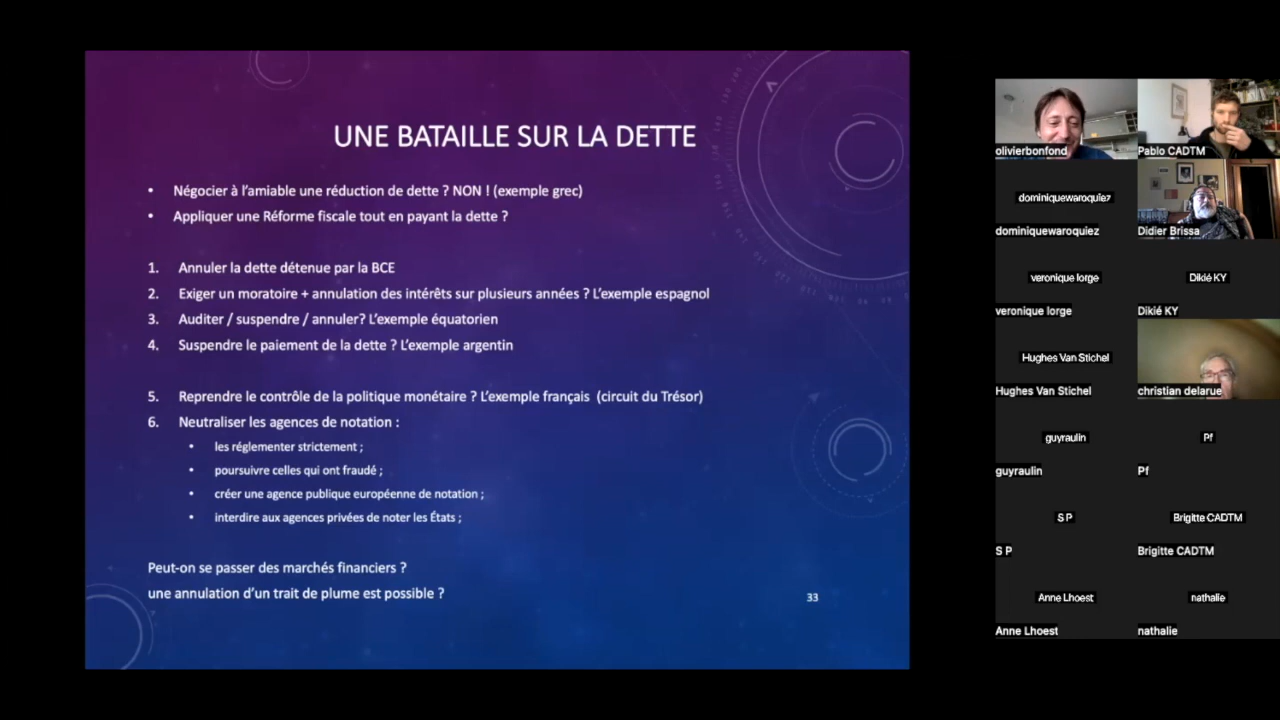 UNE BATAILLE SUR LA DETTE
• Négocier à l'amiable une réduction de dette ? NON ! (exemple grec)
• Appliquer une Réforme fiscale tout en payant la dette ?
1. Annuler la dette détenue par la BCE
2. Exiger un moratoire + annulation des intérêts sur plusieurs années ? L'exemple espagnol
3. Auditer / suspendre / annuler? L'exemple équatorien
4. Suspendre le paiement de la dette ? L'exemple argentin
5. Reprendre le contrôle de la politique monétaire ? L'exemple français (circuit du Trésor)
6. Neutraliser les agences de notation :
• les réglementer strictement ;
• poursuivre celles qui ont fraudé ;
• créer une agence publique européenne de notation ;
• interdire aux agences privées de noter les États ;
Peut-on se passer des marchés financiers ?
une annulation d'un trait de plume est possible ?
33
olivierbonfond
Pablo CADTM
dominiquewaroquiez
dominiquewaroquiez
Didier Brissa
veronique lorge
Dikié KY
veronique lorge
Dikié KY
Hughes Van Stichel
Hughes Van Stichel
christian delarue
guyraulin
Pf
guyraulin
Pf
S P
Brigitte CADTM
S P
Brigitte CADTM
Anne Lhoest
nathalie
Anne Lhoest
nathalie